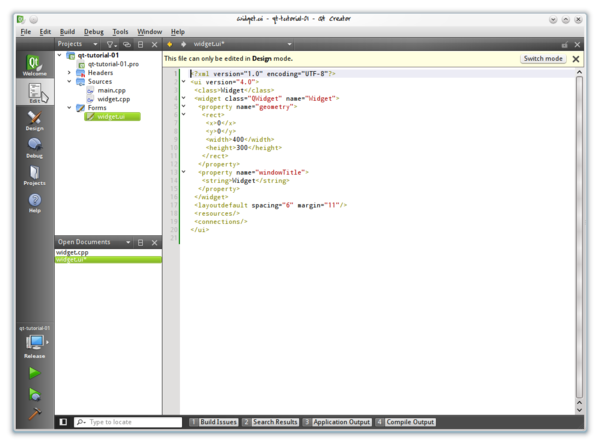 widget.ui - qt-tutorial-01 - Qt Creator
File Edit Build Debug Tools Window Help
Projects
widget.ui*
Qt
Welcome
Edit
Design
Debug
Projects
Help
qt-tutorial-01
qt-tutorial-01.pro
Headers
Sources
main.cpp
widget.cpp
Forms
widget.ui
This file can only be edited in Design mode.
Switch mode
1 <?xml version="1.0" encoding="UTF-8"?>
2 <ui version="4.0">
3 <class>Widget</class>
4 <widget class="QWidget" name="Widget">
5 <property name="geometry">
6 <rect>
7 <x>0</x>
8 <y>0</y>
9 <width>400</width>
10 <height>300</height>
11 </rect>
12 </property>
13 <property name="windowTitle">
14 <string>Widget</string>
15 </property>
16 </widget>
17 <layoutdefault spacing="6" margin="11"/>
18 <resources/>
19 <connections/>
20 </ui>
21
Open Documents
widget.cpp
widget.ui*
qt-tutorial-01
Release
Type to locate
1 Build Issues 2 Search Results 3 Application Output 4 Compile Output